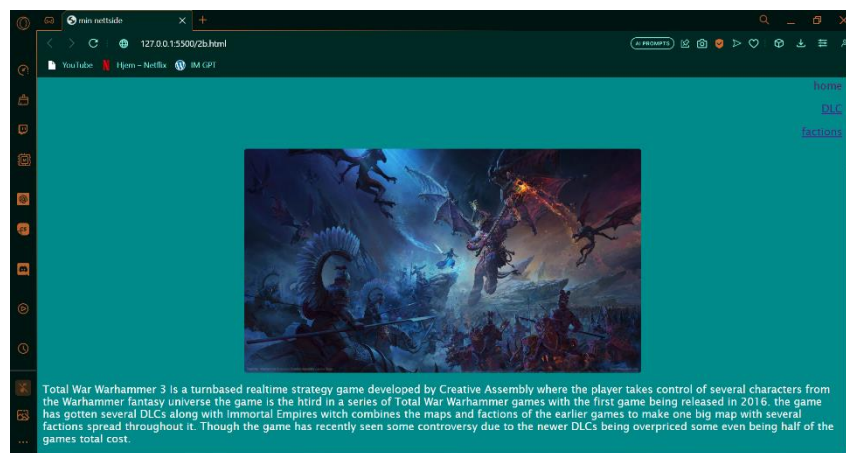 min nettside
127.0.0.1:5500/2b.html
AI PROMPTS
YouTube Hjem – Netflix IM GPT
home
DLC
factions
Total War Warhammer 3 Is a turnbased realtime strategy game developed by Creative Assembly where the player takes control of several characters from
the Warhammer fantasy universe the game is the htird in a series of Total War Warhammer games with the first game being released in 2016. the game
has gotten several DLCs along with Immortal Empires witch combines the maps and factions of the earlier games to make one big map with several
factions spread throughout it. Though the game has recently seen some controversy due to the newer DLCs being overpriced some even being half of the
games total cost.